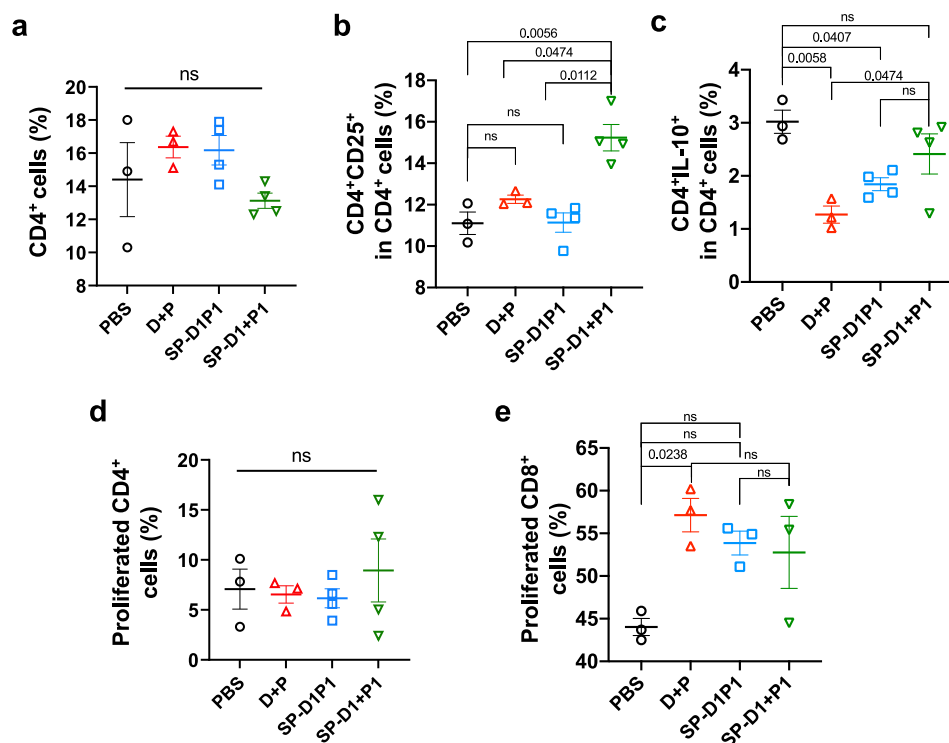 a
CD4⁺ cells (%)
20
18
16
14
12
10
8
ns
PBS
D+P
SP-D1P1
SP-D1+P1
b
CD4⁺CD25⁺
in CD4⁺ cells (%)
18
16
14
12
10
8
0.0056
0.0474
0.0112
ns
ns
PBS
D+P
SP-D1P1
SP-D1+P1
c
CD4⁺IL-10⁺
in CD4⁺ cells (%)
4
3
2
1
0
ns
0.0407
0.0058
0.0474
ns
PBS
D+P
SP-D1P1
SP-D1+P1
d
Proliferated CD4⁺
cells (%)
20
15
10
5
0
ns
PBS
D+P
SP-D1P1
SP-D1+P1
e
Proliferated CD8⁺
cells (%)
65
60
55
50
45
40
ns
ns
0.0238
ns
ns
PBS
D+P
SP-D1P1
SP-D1+P1